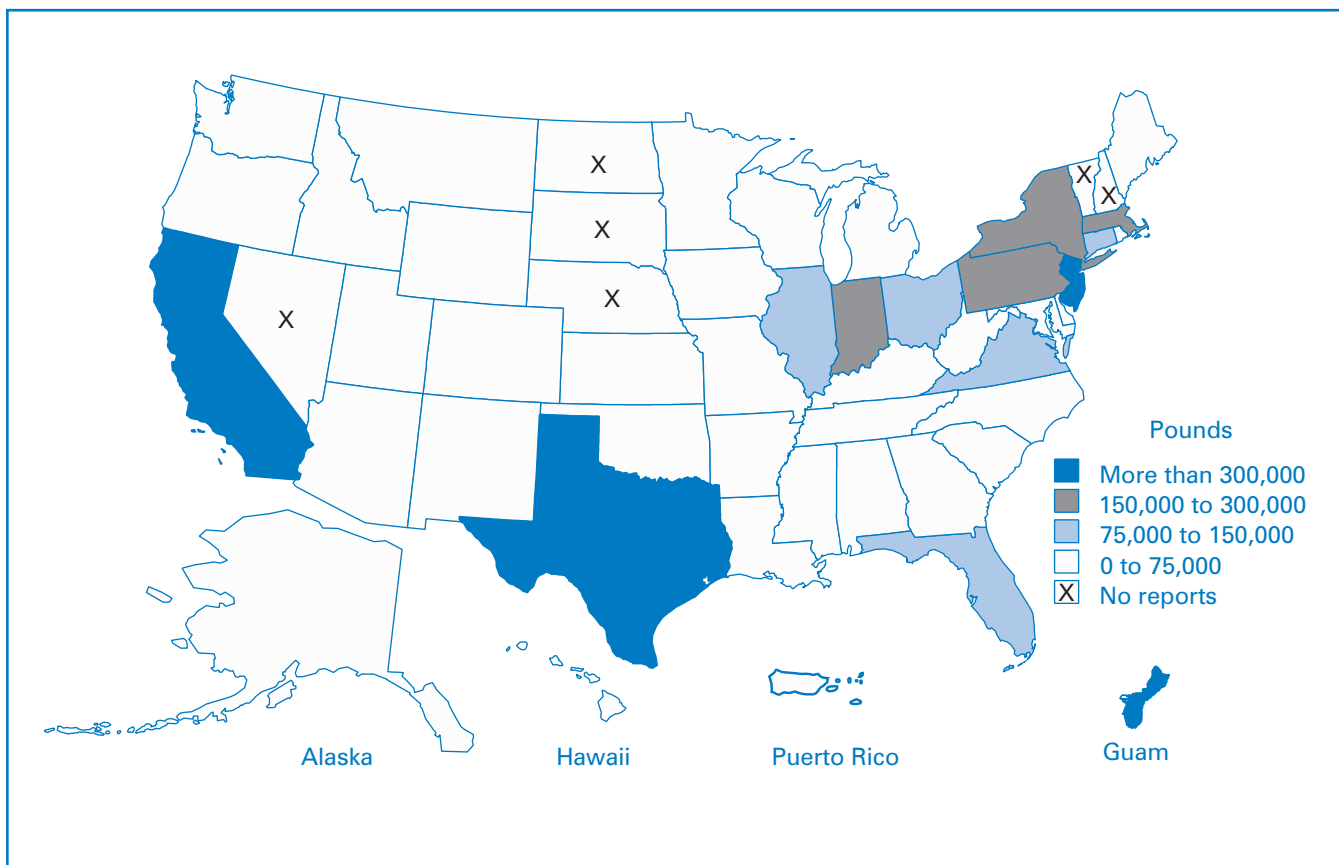 X
X
X
X
X
X
Pounds
More than 300,000
150,000 to 300,000
75,000 to 150,000
0 to 75,000
X No reports
Alaska
Hawaii
Puerto Rico
Guam